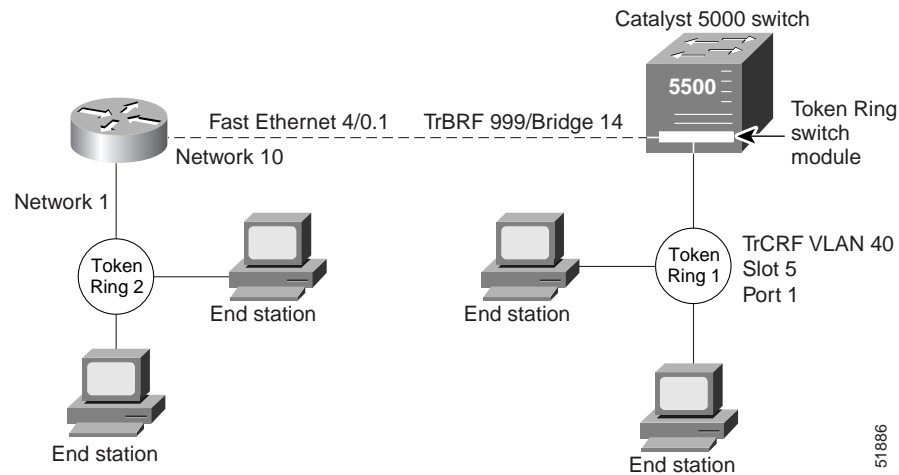 Catalyst 5000 switch
5500
Fast Ethernet 4/0.1
TrBRF 999/Bridge 14
Token Ring
switch
module
Network 10
Network 1
Token
Ring 2
End station
End station
End station
Token
Ring 1
TrCRF VLAN 40
Slot 5
Port 1
End station
51886